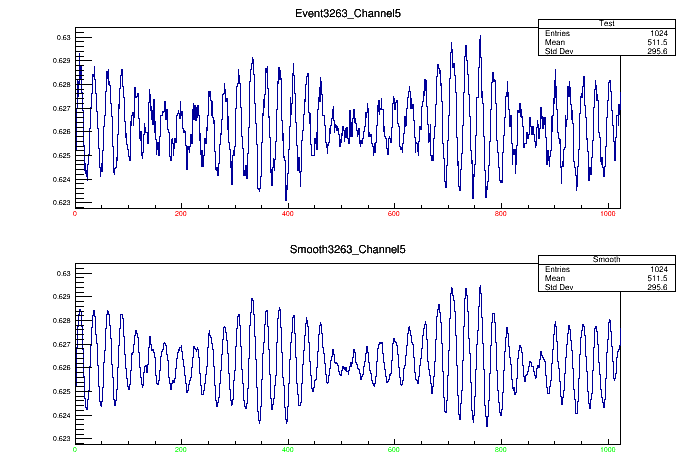 Event3263_Channel5
Test
Entries 1024
Mean 511.5
Std Dev 295.6
0.63
0.629
0.628
0.627
0.626
0.625
0.624
0.623
0 200 400 600 800 1000
Smooth3263_Channel5
Smooth
Entries 1024
Mean 511.5
Std Dev 295.6
0.63
0.629
0.628
0.627
0.626
0.625
0.624
0.623
0 200 400 600 800 1000